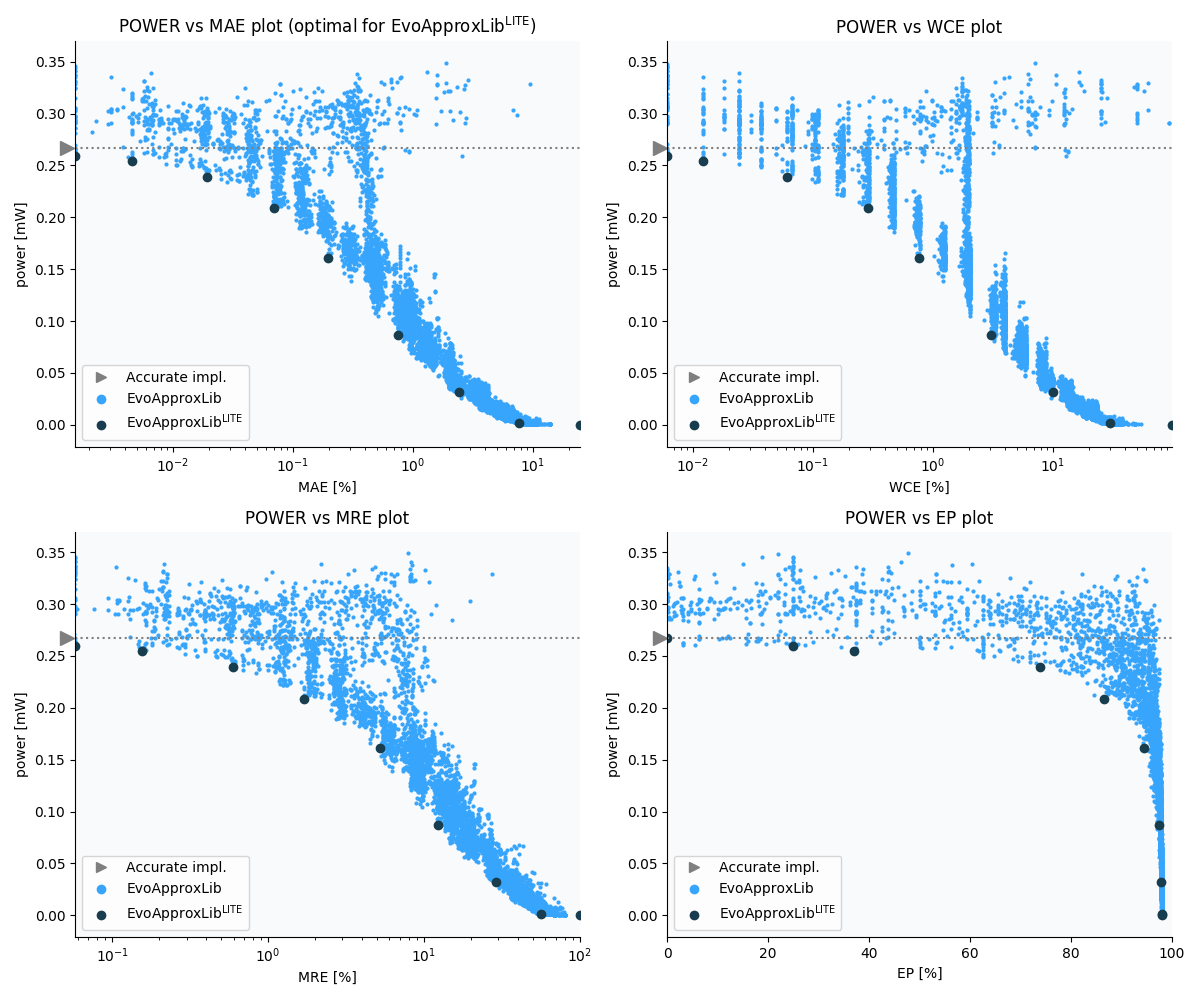 POWER vs MAE plot (optimal for EvoApproxLib^LITE)
0.35
0.30
0.25
0.20
0.15
0.10
0.05
0.00
power [mW]
Accurate impl.
EvoApproxLib
EvoApproxLib^LITE
10^-2
10^-1
10^0
10^1
MAE [%]
POWER vs WCE plot
0.35
0.30
0.25
0.20
0.15
0.10
0.05
0.00
power [mW]
Accurate impl.
EvoApproxLib
EvoApproxLib^LITE
10^-2
10^-1
10^0
10^1
WCE [%]
POWER vs MRE plot
0.35
0.30
0.25
0.20
0.15
0.10
0.05
0.00
power [mW]
Accurate impl.
EvoApproxLib
EvoApproxLib^LITE
10^-1
10^0
10^1
10^2
MRE [%]
POWER vs EP plot
0.35
0.30
0.25
0.20
0.15
0.10
0.05
0.00
power [mW]
Accurate impl.
EvoApproxLib
EvoApproxLib^LITE
0
20
40
60
80
100
EP [%]